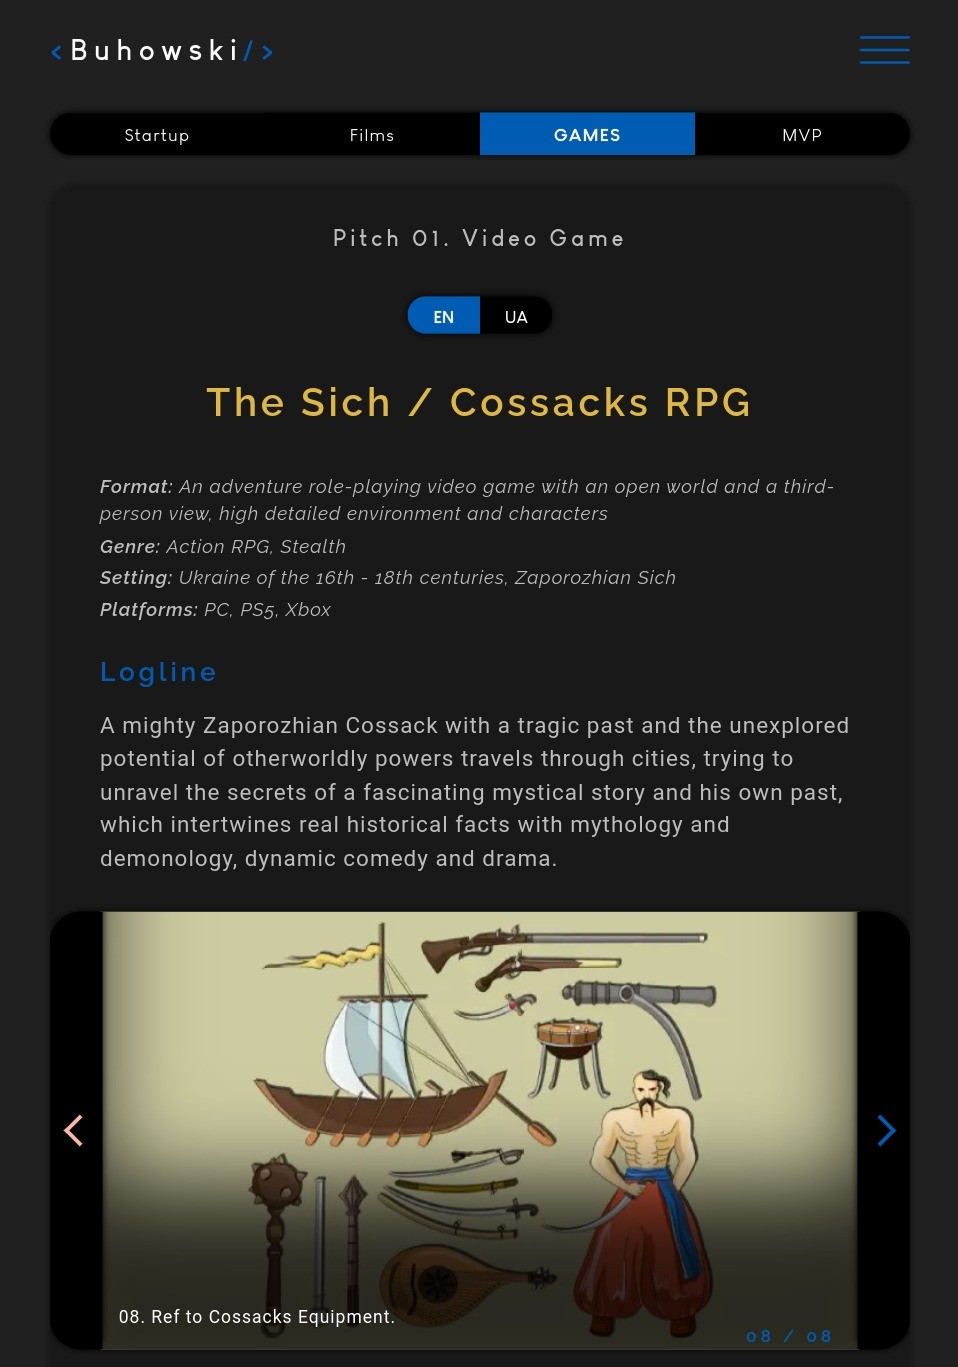 <Buhowski/>
Startup
Films
GAMES
MVP
Pitch 01. Video Game
EN
UA
The Sich / Cossacks RPG
Format: An adventure role-playing video game with an open world and a third-
person view, high detailed environment and characters
Genre: Action RPG, Stealth
Setting: Ukraine of the 16th - 18th centuries, Zaporozhian Sich
Platforms: PC, PS5, Xbox
Logline
A mighty Zaporozhian Cossack with a tragic past and the unexplored
potential of otherworldly powers travels through cities, trying to
unravel the secrets of a fascinating mystical story and his own past,
which intertwines real historical facts with mythology and
demonology, dynamic comedy and drama.
08. Ref to Cossacks Equipment.
08 / 08